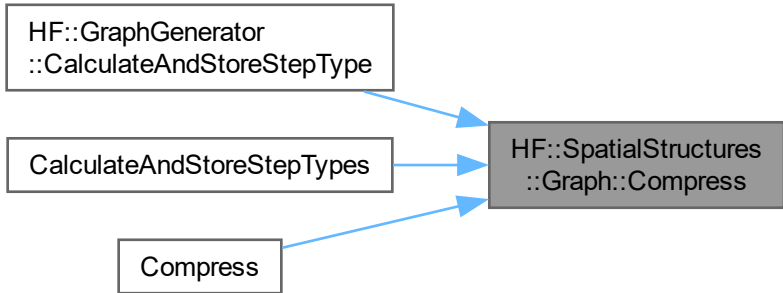 HF::GraphGenerator
::CalculateAndStoreStepType
CalculateAndStoreStepTypes
Compress
HF::SpatialStructures
::Graph::Compress